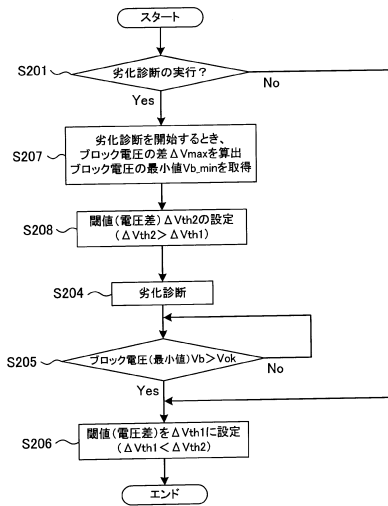 スタート
S201
劣化診断の実行？
No
Yes
S207
劣化診断を開始するとき、
ブロック電圧の差ΔVmaxを算出
ブロック電圧の最小値Vb_minを取得
S208
閾値(電圧差)ΔVth2の設定
(ΔVth2>ΔVth1)
S204
劣化診断
S205
ブロック電圧(最小値)Vb>Vok
No
Yes
S206
閾値(電圧差)をΔVth1に設定
(ΔVth1<ΔVth2)
エンド